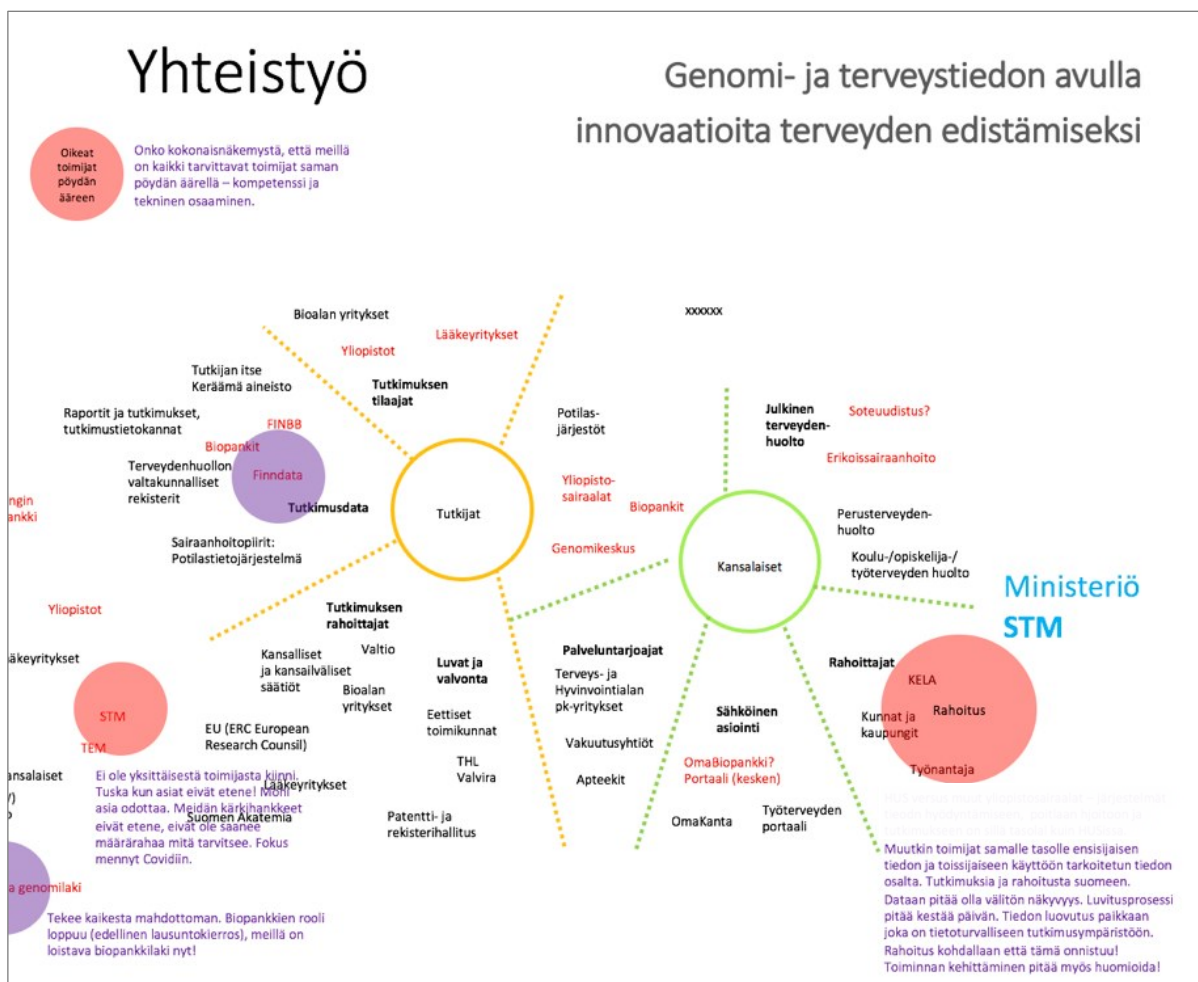 Yhteistyö
Genomi- ja terveystiedon avulla
innovaatioita terveyden edistämiseksi
Oikeat
toimijat
pöydän
ääreen
Onko kokonaisnäkemystä, että meillä
on kaikki tarvittavat toimijat saman
pöydän äärellä – kompetenssi ja
tekninen osaaminen.
Bioalan yritykset
Lääkeyritykset
Yliopistot
Tutkimuksen
tilaajat
Tutkijan itse
Keräämä aineisto
Raportit ja tutkimukset,
tutkimustietokannat
FINBB
Biopankit
Finndata
Terveydenhuollon
valtakunnalliset
rekisterit
Tutkimusdata
Sairaanhoitopiirit:
Potilastietojärjestelmä
Tutkijat
Potilas-
järjestöt
Yliopisto-
sairaalat
Biopankit
Genomikeskus
xxxxxx
Julkinen
terveyden-
huolto
Soteuudistus?
Erikoissairaanhoito
Perusterveyden-
huolto
Koulu-/opiskelija-/
työterveyden huolto
Kansalaiset
Ministeriö
STM
ngin
ankki
Yliopistot
ääkeyritykset
STM
TEM
ansalaiset
Tutkimuksen
rahoittajat
Valtio
Kansalliset
ja kansailväliset
säätiöt
Bioalan
yritykset
EU (ERC European
Research Counsil)
Lääkeyritykset
Suomen Akatemia
Luvat ja
valvonta
Eettiset
toimikunnat
THL
Valvira
Patentti- ja
rekisterihallitus
Palveluntarjoajat
Terveys- ja
Hyvinvointialan
pk-yritykset
Vakuutusyhtiöt
Apteekit
Sähköinen
asiointi
OmaBiopankki?
Portaali (kesken)
OmaKanta
Työterveyden
portaali
Rahoittajat
KELA
Rahoitus
Kunnat ja
kaupungit
Työnantaja
Ei ole yksittäisestä toimijasta kiinni.
Tuska kun asiat eivät etene! Moni
asia odottaa. Meidän kärkihankkeet
eivät etene, eivät ole saanee
määrärahaa mitä tarvitsee. Fokus
mennyt Covidiin.
a genomilaki
Tekee kaikesta mahdottoman. Biopankkien rooli
loppuu (edellinen lausuntokierros), meillä on
loistava biopankkilaki nyt!
Muutkin toimijat samalle tasolle ensisijaisen
tiedon ja toissijaiseen käyttöön tarkoitetun tiedon
osalta. Tutkimuksia ja rahoitusta suomeen.
Dataan pitää olla välitön näkyvyys. Luvitusprosessi
pitää kestää päivän. Tiedon luovutus paikkaan
joka on tietoturvalliseen tutkimusympäristöön.
Rahoitus kohdallaan että tämä onnistuu!
Toiminnan kehittäminen pitää myös huomioida!